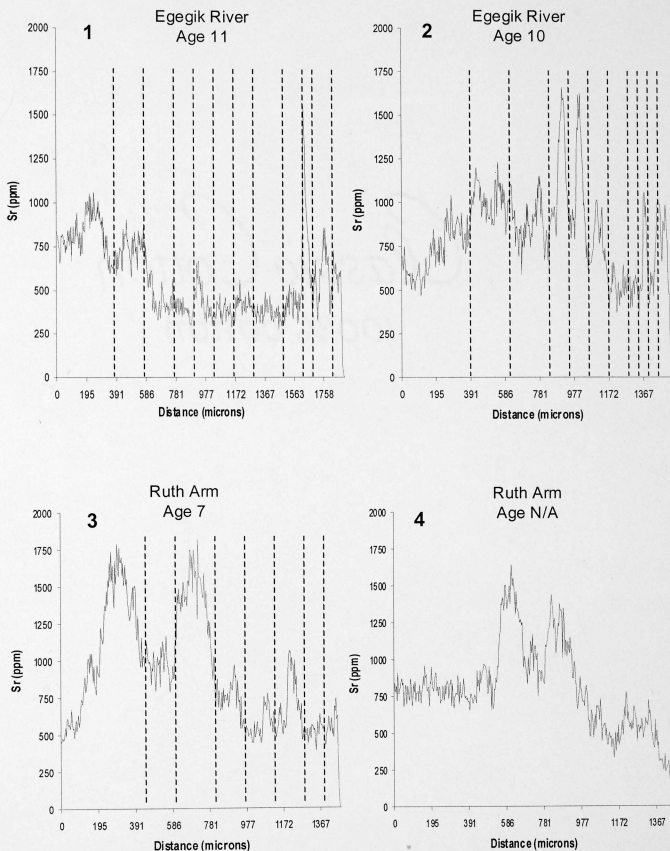 1
Egegik River
Age 11
Sr (ppm)
2000
1750
1500
1250
1000
750
500
250
0
0 195 391 586 781 977 1172 1367 1563 1758
Distance (microns)
2
Egegik River
Age 10
Sr (ppm)
2000
1750
1500
1250
1000
750
500
250
0
0 195 391 586 781 977 1172 1367
Distance (microns)
3
Ruth Arm
Age 7
Sr (ppm)
2000
1750
1500
1250
1000
750
500
250
0
0 195 391 586 781 977 1172 1367
Distance (microns)
4
Ruth Arm
Age N/A
Sr (ppm)
2000
1750
1500
1250
1000
750
500
250
0
0 195 391 586 781 977 1172 1367
Distance (microns)